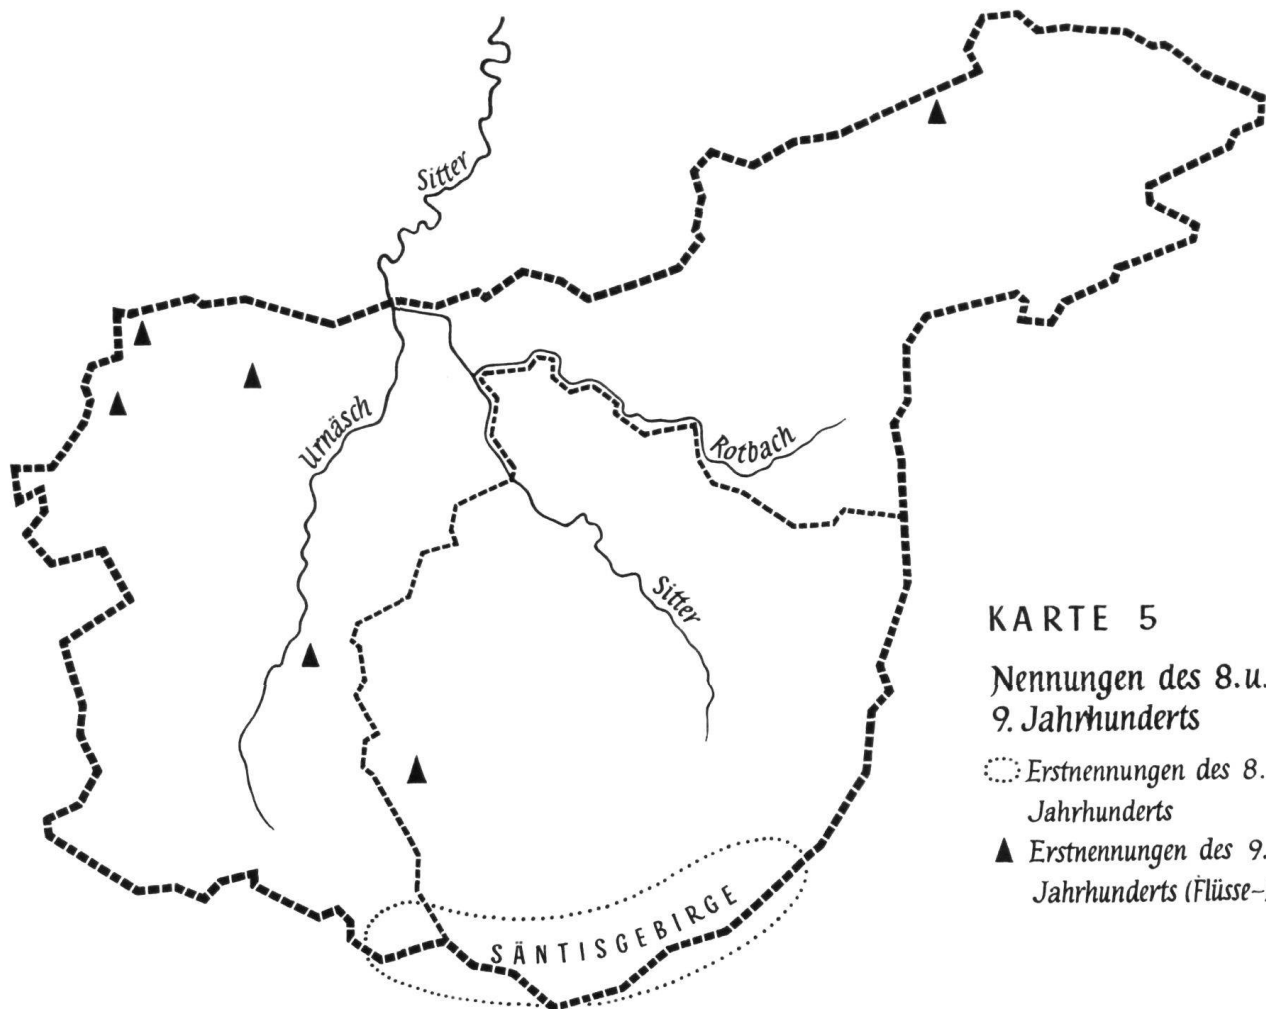 Sitter
Urnäsch
Rotbach
Sitter
SÄNTISGEBIRGE
KARTE 5
Nennungen des 8. u.
9. Jahrhunderts
Erstnennungen des 8.
Jahrhunderts
Erstnennungen des 9.
Jahrhunderts (Flüsse-